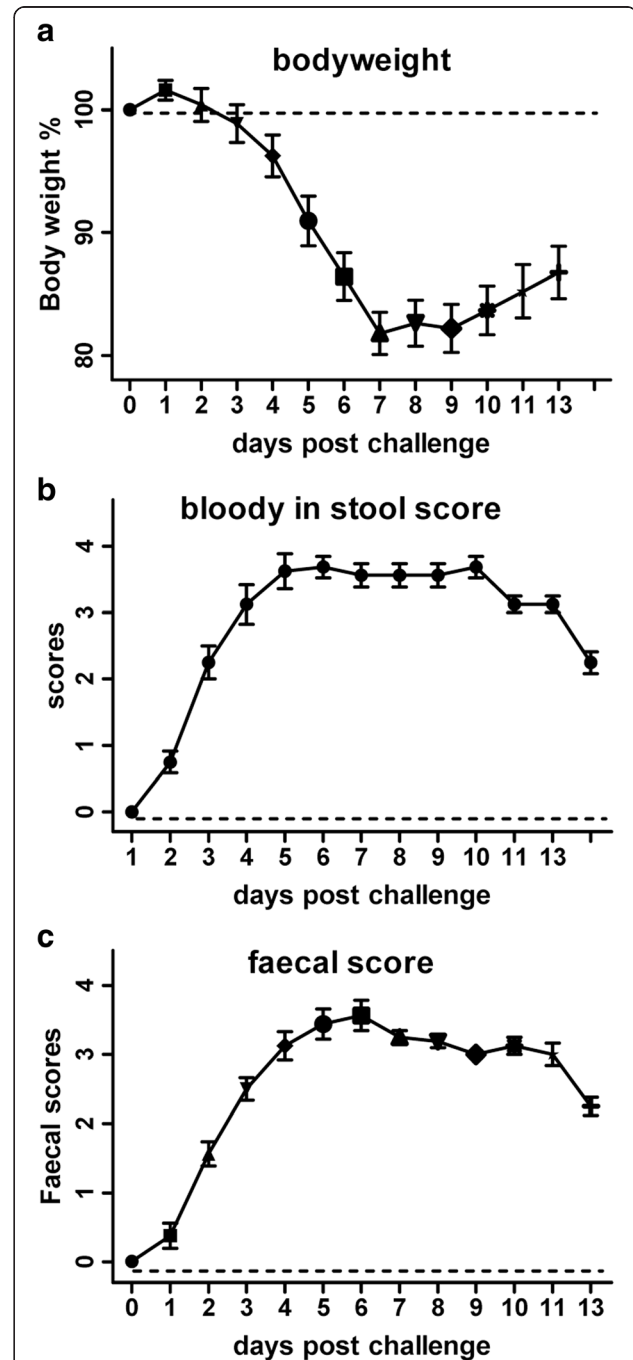 a
bodyweight
Body weight %
100
90
80
0 1 2 3 4 5 6 7 8 9 10 11 13
days post challenge
b
bloody in stool score
scores
4
3
2
1
0
1 2 3 4 5 6 7 8 9 10 11 13
days post challenge
c
faecal score
Faecal scores
4
3
2
1
0
0 1 2 3 4 5 6 7 8 9 10 11 13
days post challenge